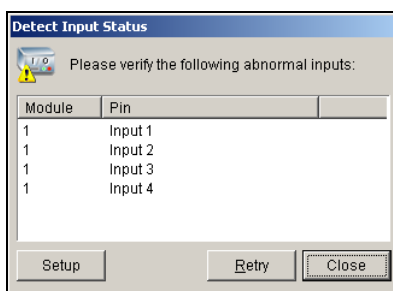 Detect Input Status
I/O
Please verify the following abnormal inputs:
Module Pin
1 Input 1
1 Input 2
1 Input 3
1 Input 4
Setup Retry Close